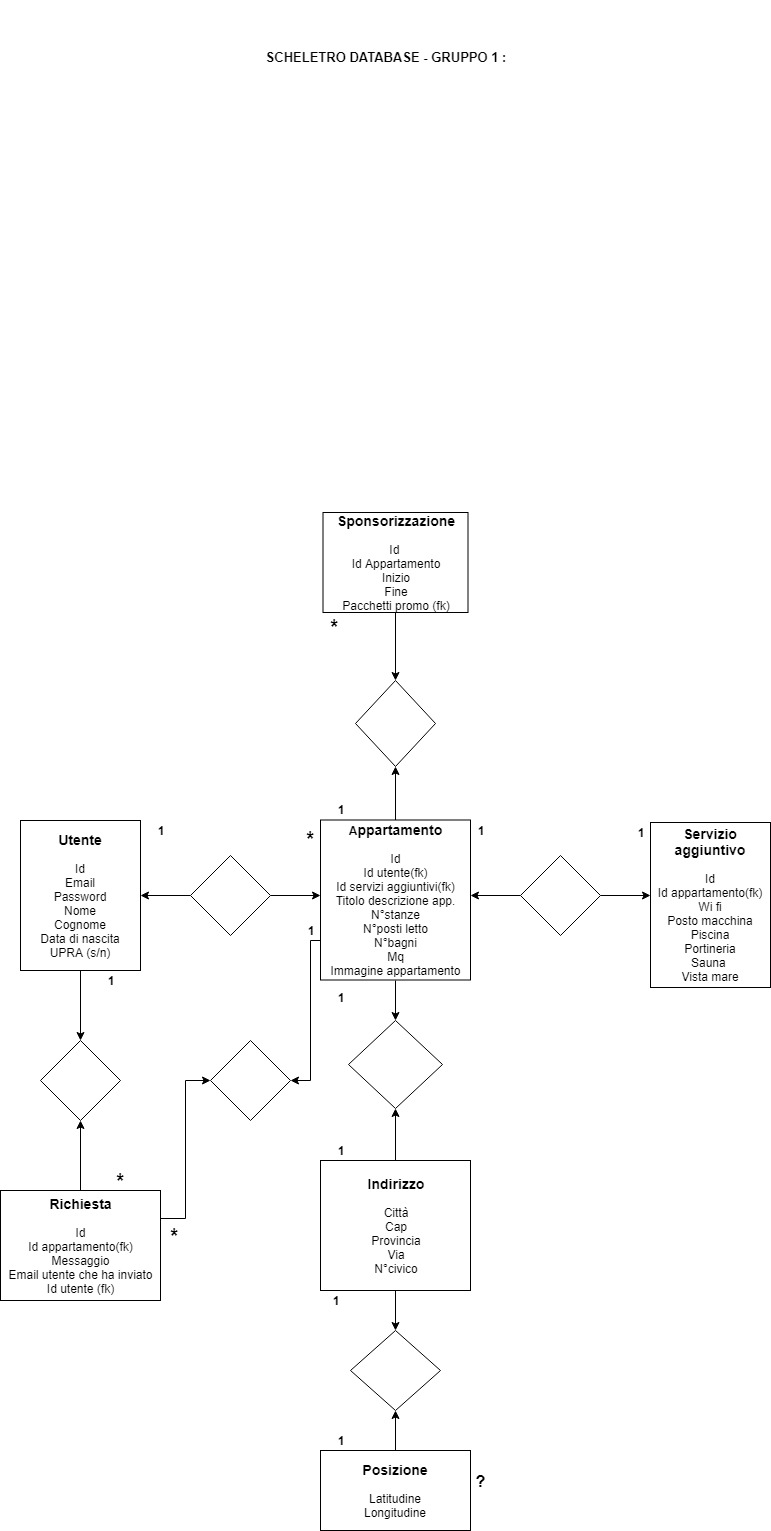 SCHELETRO DATABASE - GRUPPO 1 :
Sponsorizzazione
Id
Id Appartamento
Inizio
Fine
Pacchetti promo (fk)
*
1
Utente
Id
Email
Password
Nome
Cognome
Data di nascita
UPRA (s/n)
1
*
Appartamento
Id
Id utente(fk)
Id servizi aggiuntivi(fk)
Titolo descrizione app.
N°stanze
N°posti letto
N°bagni
Mq
Immagine appartamento
1
1
Servizio
aggiuntivo
Id
Id appartamento(fk)
Wi fi
Posto macchina
Piscina
Portineria
Sauna
Vista mare
1
1
1
*
Richiesta
Id
Id appartamento(fk)
Messaggio
Email utente che ha inviato
Id utente (fk)
*
1
Indirizzo
Città
Cap
Provincia
Via
N°civico
1
1
Posizione
Latitudine
Longitudine
?